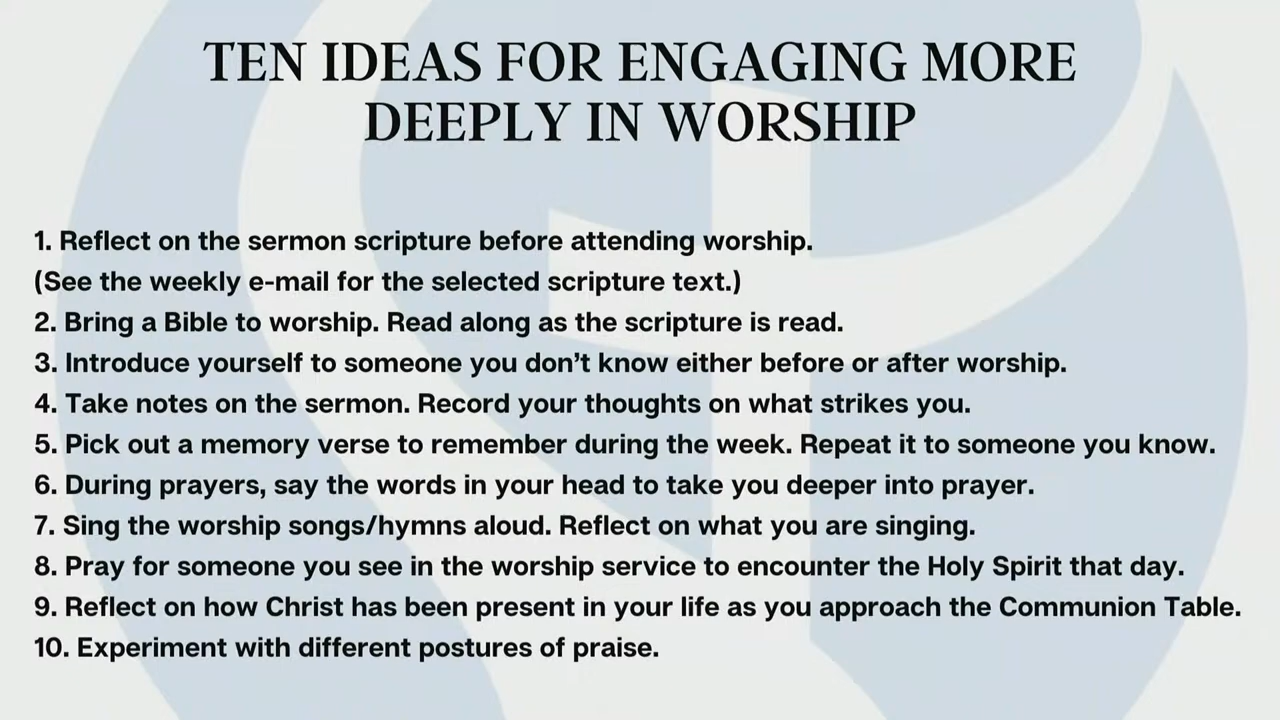 TEN IDEAS FOR ENGAGING MORE
DEEPLY IN WORSHIP
1. Reflect on the sermon scripture before attending worship.
(See the weekly e-mail for the selected scripture text.)
2. Bring a Bible to worship. Read along as the scripture is read.
3. Introduce yourself to someone you don’t know either before or after worship.
4. Take notes on the sermon. Record your thoughts on what strikes you.
5. Pick out a memory verse to remember during the week. Repeat it to someone you know.
6. During prayers, say the words in your head to take you deeper into prayer.
7. Sing the worship songs/hymns aloud. Reflect on what you are singing.
8. Pray for someone you see in the worship service to encounter the Holy Spirit that day.
9. Reflect on how Christ has been present in your life as you approach the Communion Table.
10. Experiment with different postures of praise.